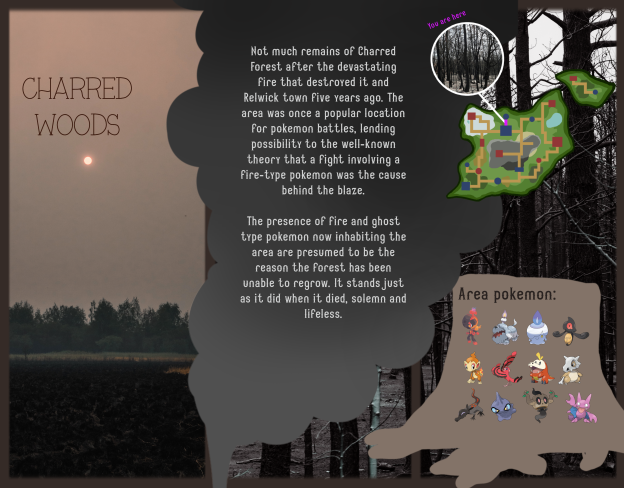 CHARRED
WOODS
Not much remains of Charred
Forest after the devastating
fire that destroyed it and
Relwick town five years ago. The
area was once a popular location
for pokemon battles, lending
possibility to the well-known
theory that a fight involving a
fire-type pokemon was the cause
behind the blaze.
The presence of fire and ghost
type pokemon now inhabiting the
area are presumed to be the
reason the forest has been
unable to regrow. It stands just
as it did when it died, solemn and
lifeless.
You are here
Area pokemon: